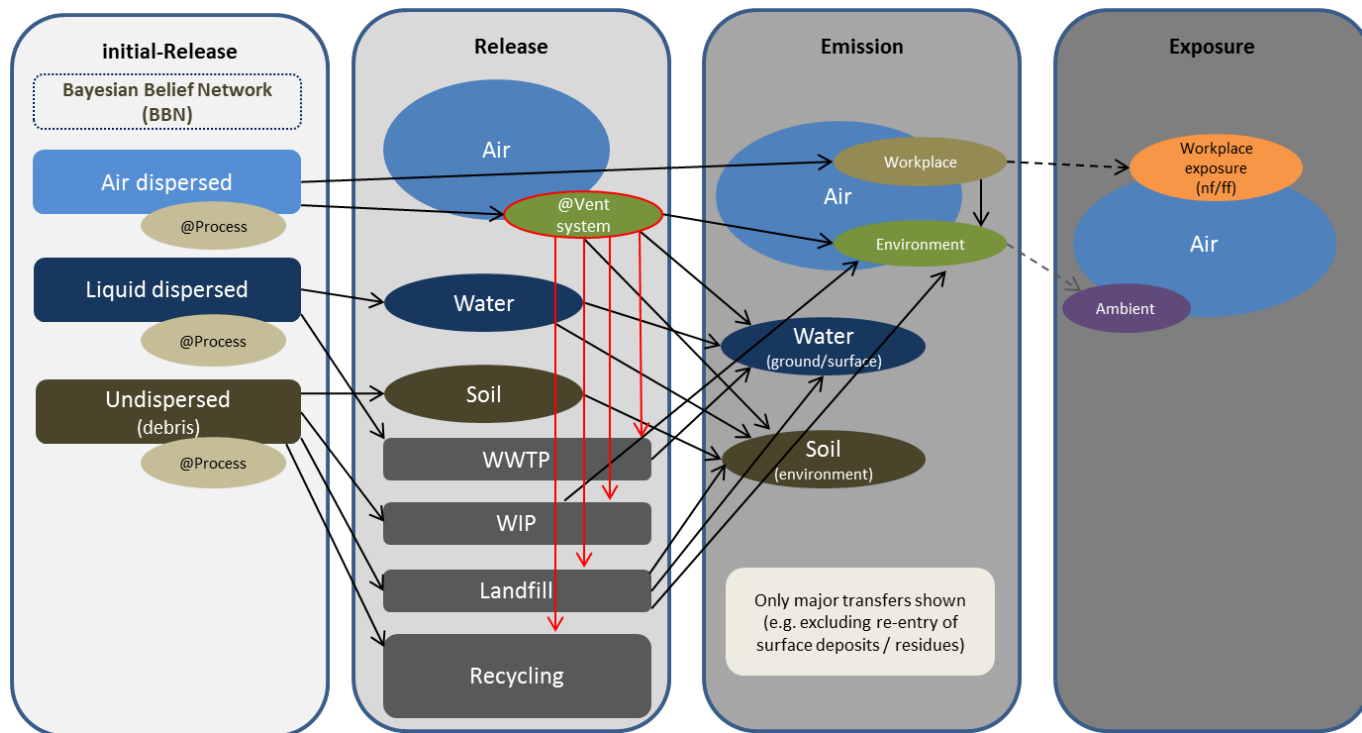 initial-Release
Bayesian Belief Network
(BBN)
Air dispersed
@Process
Liquid dispersed
@Process
Undispersed
(debris)
@Process
Release
Air
@Vent
system
Water
Soil
WWTP
WIP
Landfill
Recycling
Emission
Workplace
Air
Environment
Water
(ground/surface)
Soil
(environment)
Only major transfers shown
(e.g. excluding re-entry of
surface deposits / residues)
Exposure
Workplace
exposure
(nf/ff)
Air
Ambient